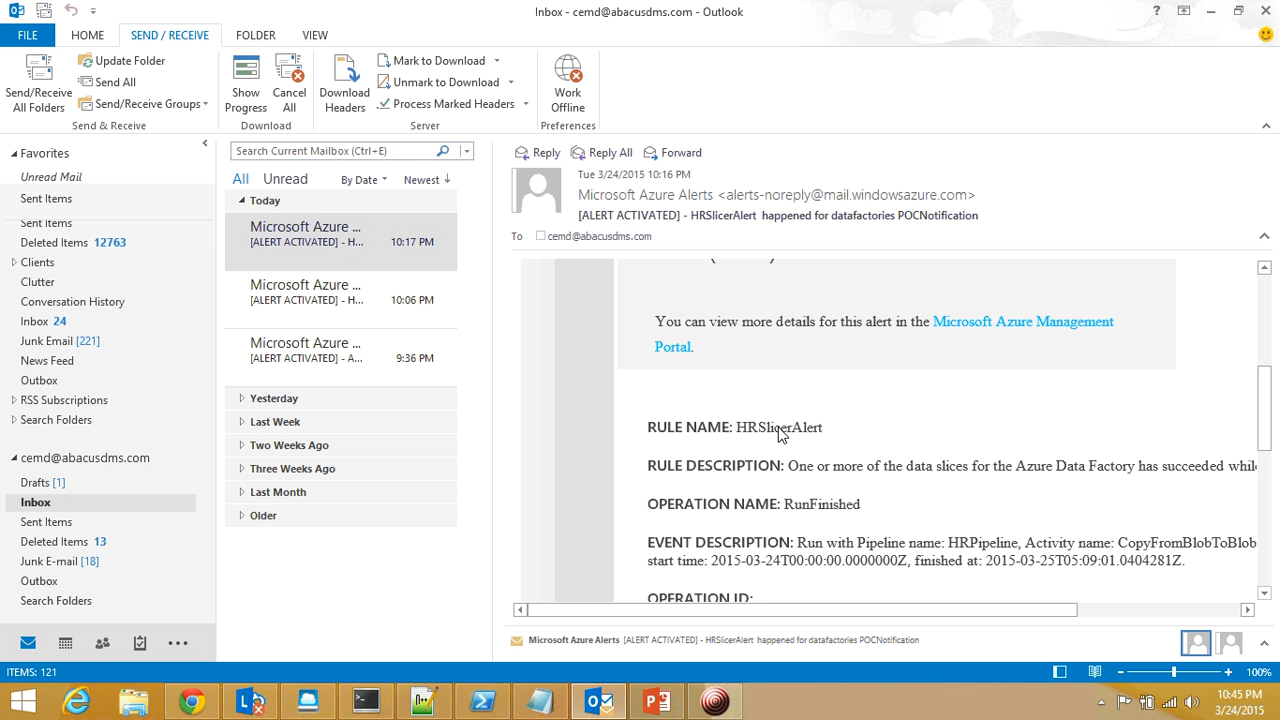 Inbox - cemd@abacusdms.com - Outlook
?
FILE
HOME
SEND / RECEIVE
FOLDER
VIEW
Send/Receive
All Folders
Update Folder
Send All
Send/Receive Groups
Send & Receive
Show
Progress
Cancel
All
Download
Download
Headers
Mark to Download
Unmark to Download
Process Marked Headers
Server
Work
Offline
Preferences
Favorites
Unread Mail
Sent Items
Sent Items
Deleted Items 12763
Clients
Clutter
Conversation History
Inbox 24
Junk Email [221]
News Feed
Outbox
RSS Subscriptions
Search Folders
cemd@abacusdms.com
Drafts [1]
Inbox
Sent Items
Deleted Items 13
Junk E-mail [18]
Outbox
Search Folders
Search Current Mailbox (Ctrl+E)
All Unread By Date Newest
Today
Microsoft Azure ...
[ALERT ACTIVATED] - H... 10:17 PM
Microsoft Azure ...
[ALERT ACTIVATED] - H... 10:06 PM
Microsoft Azure ...
[ALERT ACTIVATED] - A... 9:36 PM
Yesterday
Last Week
Two Weeks Ago
Three Weeks Ago
Last Month
Older
Reply Reply All Forward
Tue 3/24/2015 10:16 PM
Microsoft Azure Alerts <alerts-noreply@mail.windowsazure.com>
[ALERT ACTIVATED] - HRSlicerAlert happened for datafactories POCNotification
To cemd@abacusdms.com
You can view more details for this alert in the Microsoft Azure Management
Portal.
RULE NAME: HRSlicerAlert
RULE DESCRIPTION: One or more of the data slices for the Azure Data Factory has succeeded while
OPERATION NAME: RunFinished
EVENT DESCRIPTION: Run with Pipeline name: HRPipeline, Activity name: CopyFromBlobToBlob
start time: 2015-03-24T00:00:00.0000000Z, finished at: 2015-03-25T05:09:01.0404281Z.
OPERATION ID:
Microsoft Azure Alerts [ALERT ACTIVATED] - HRSlicerAlert happened for datafactories POCNotification
ITEMS: 121
100%
10:45 PM
3/24/2015